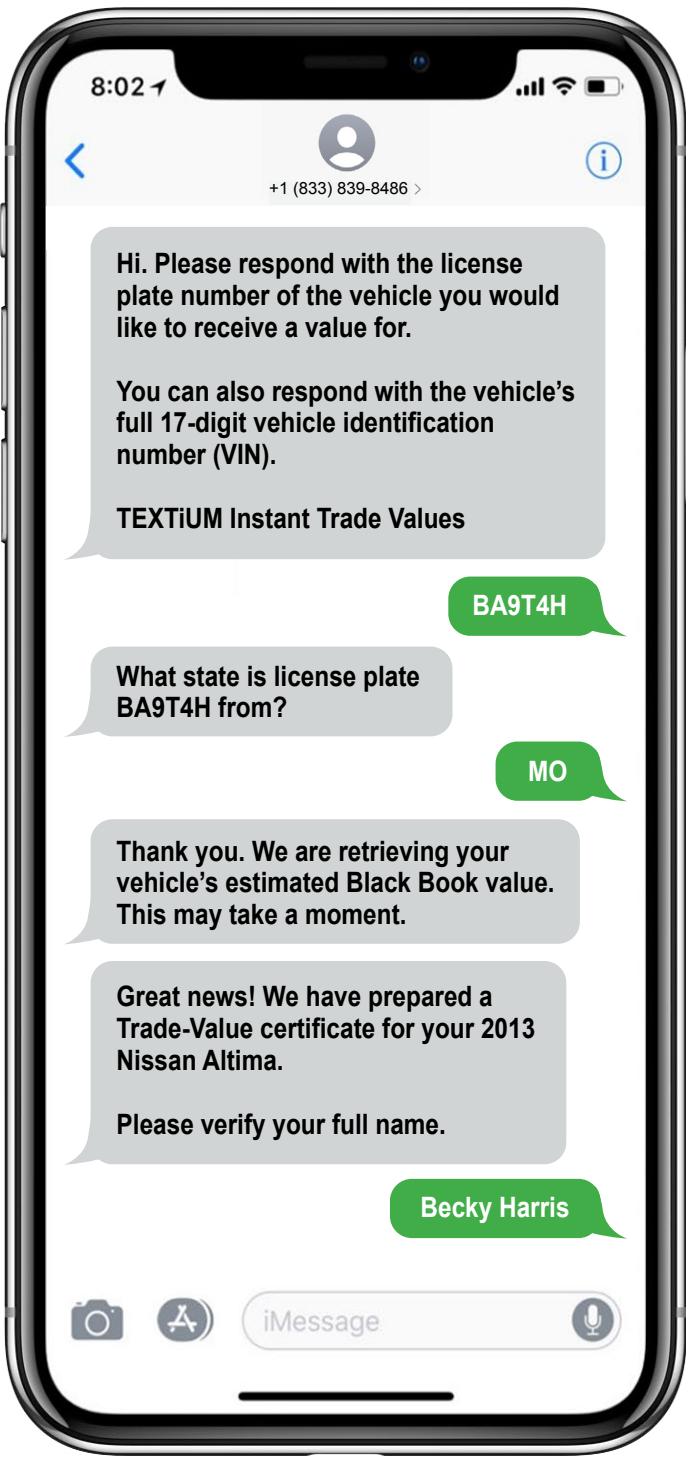 8:02
+1 (833) 839-8486 >
Hi. Please respond with the license
plate number of the vehicle you would
like to receive a value for.
You can also respond with the vehicle's
full 17-digit vehicle identification
number (VIN).
TEXTiUM Instant Trade Values
BA9T4H
What state is license plate
BA9T4H from?
MO
Thank you. We are retrieving your
vehicle's estimated Black Book value.
This may take a moment.
Great news! We have prepared a
Trade-Value certificate for your 2013
Nissan Altima.
Please verify your full name.
Becky Harris
iMessage